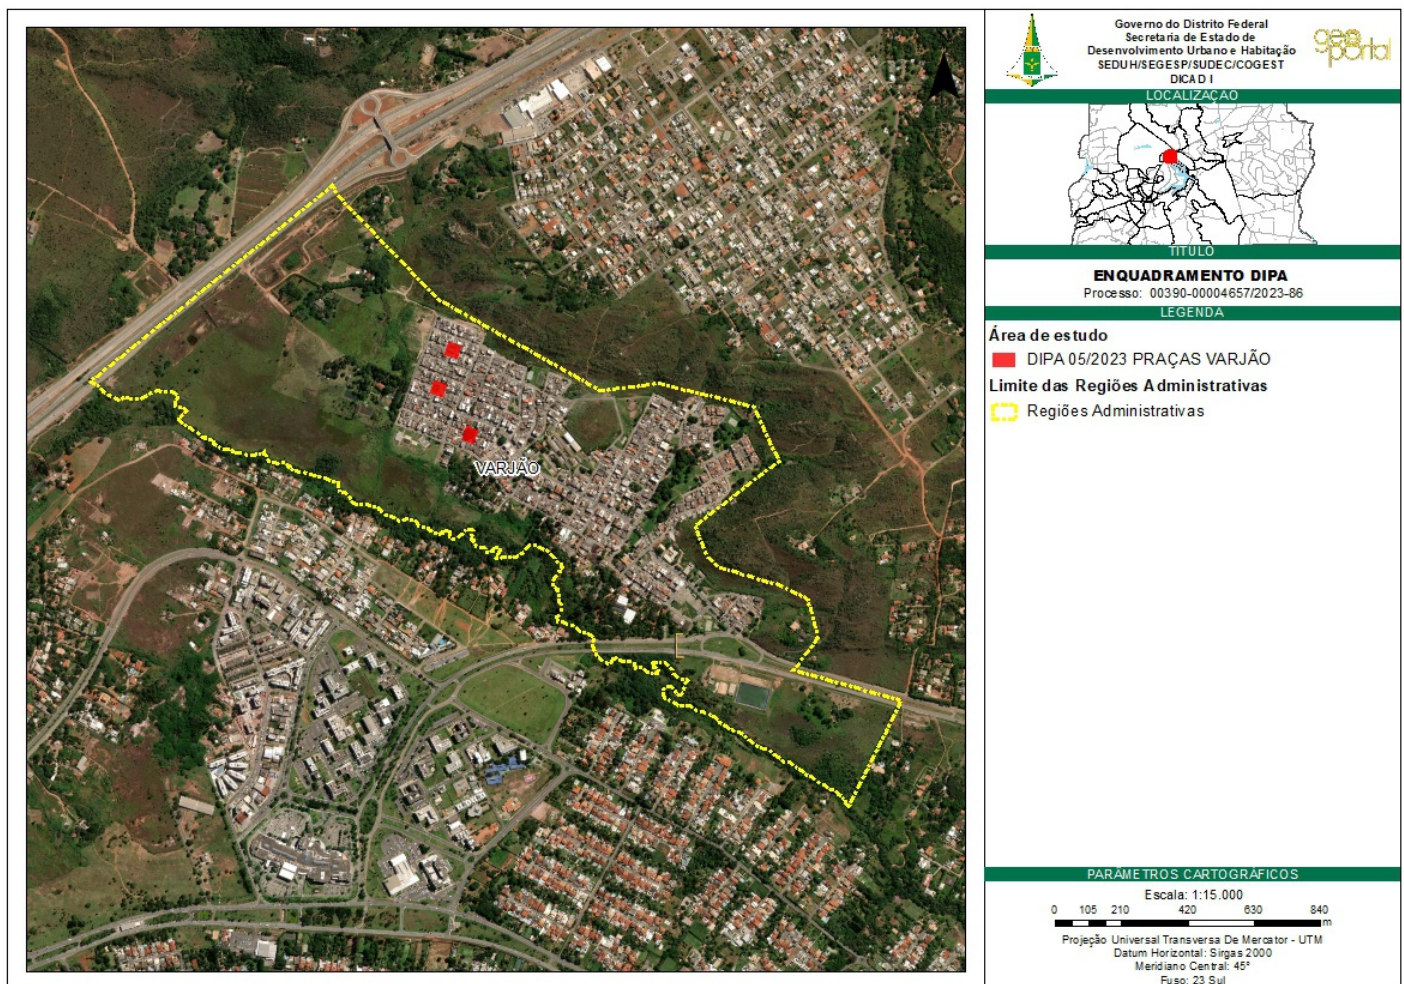 Governo do Distrito Federal
Secretaria de Estado de
Desenvolvimento Urbano e Habitação
SEDUH/SEGESP/SUDEC/COGEST
DICAD I
geo
portal
LOCALIZAÇÃO
TÍTULO
ENQUADRAMENTO DIPA
Processo: 00390-00004657/2023-86
LEGENDA
Área de estudo
DIPA 05/2023 PRAÇAS VARJÃO
Limite das Regiões Administrativas
Regiões Administrativas
VARJÃO
PARÂMETROS CARTOGRÁFICOS
Escala: 1:15.000
0 105 210 420 630 840
m
Projeção Universal Transversa De Mercator - UTM
Datum Horizontal: Sirgas 2000
Meridiano Central: 45º
Fuso: 23 Sul